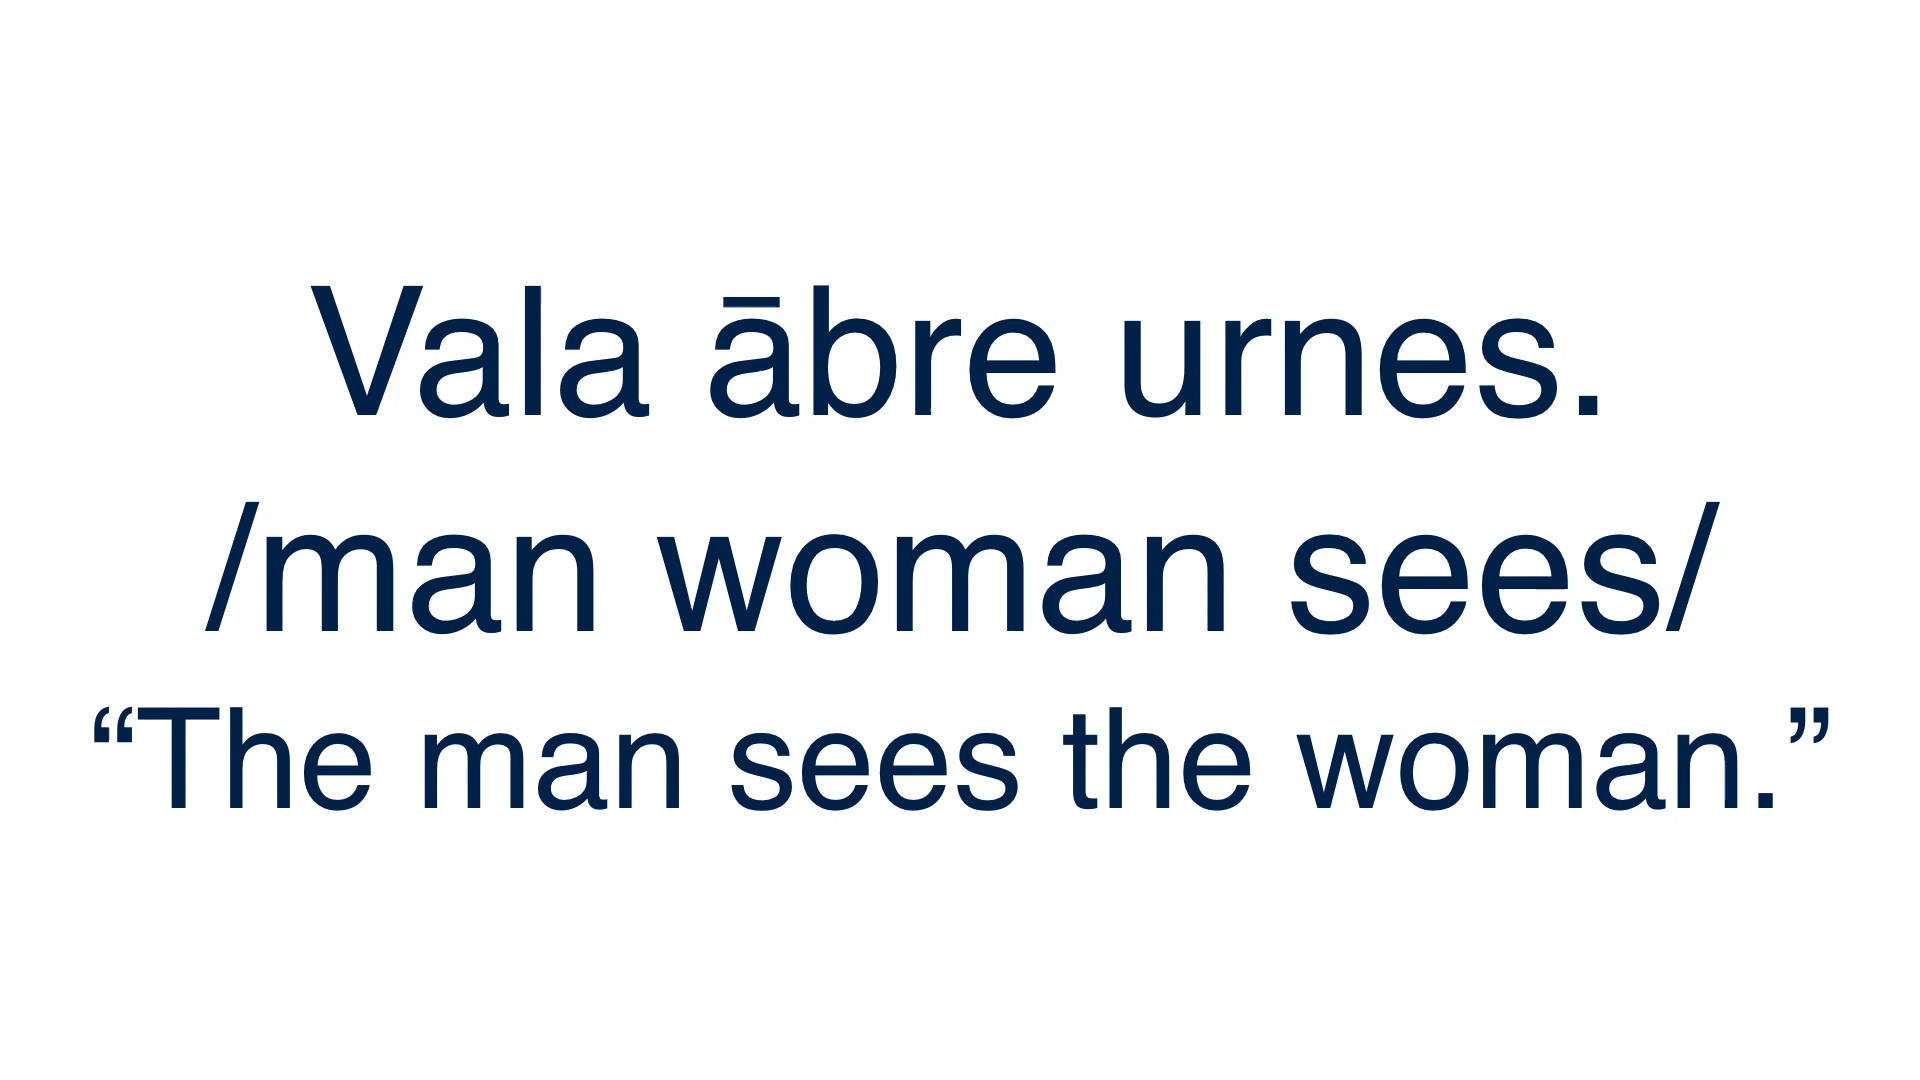 Vala ābre urnes.
/man woman sees/
“The man sees the woman.”